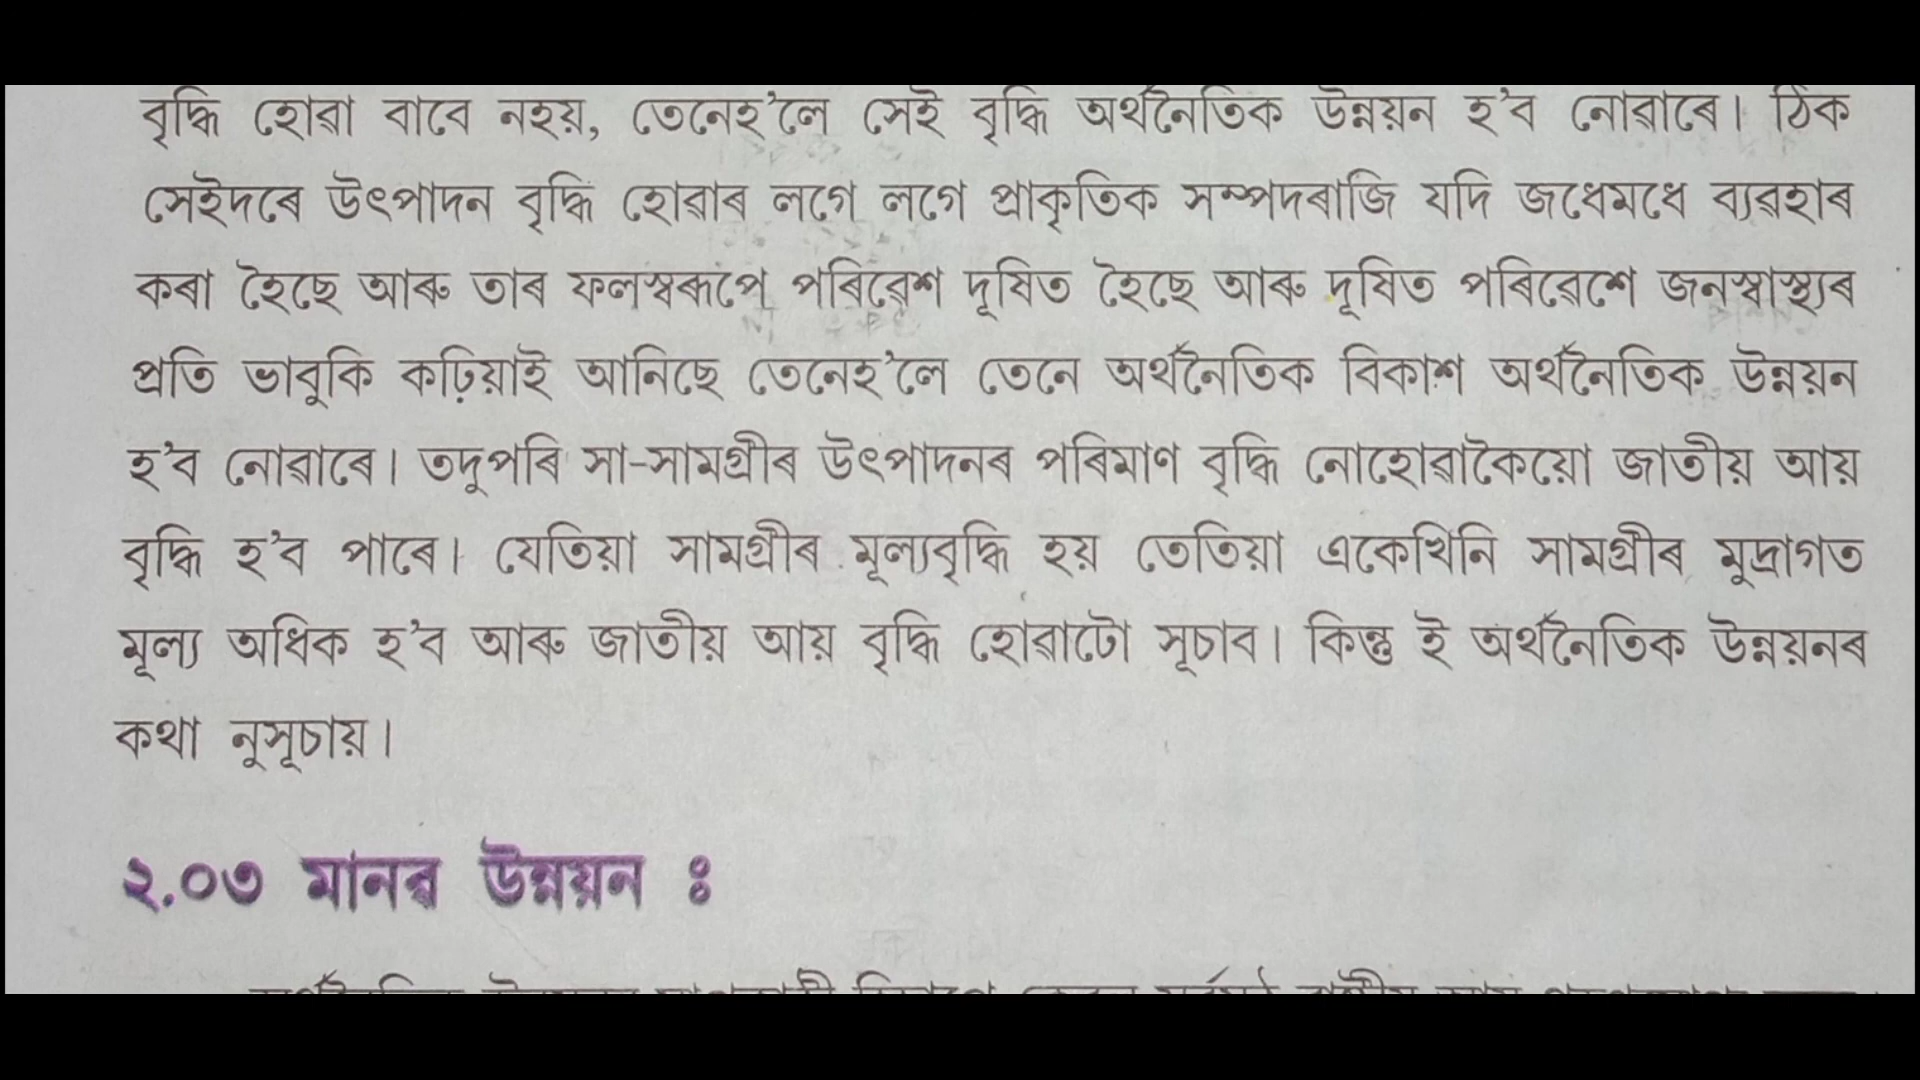 বৃদ্ধি হোৱা বাবে নহয়, তেনেহ'লে সেই বৃদ্ধি অৰ্থনৈতিক উন্নয়ন হ'ব নোৱাৰে। ঠিক
সেইদৰে উৎপাদন বৃদ্ধি হোৱাৰ লগে লগে প্ৰাকৃতিক সম্পদৰাজি যদি জধেমধে ব্যৱহাৰ
কৰা হৈছে আৰু তাৰ ফলস্বৰূপে পৰিৱেশ দূষিত হৈছে আৰু দূষিত পৰিৱেশে জনস্বাস্থ্যৰ
প্ৰতি ভাবুকি কঢ়িয়াই আনিছে তেনেহ'লে তেনে অৰ্থনৈতিক বিকাশ অৰ্থনৈতিক উন্নয়ন
হ'ব নোৱাৰে। তদুপৰি সা-সামগ্ৰীৰ উৎপাদনৰ পৰিমাণ বৃদ্ধি নোহোৱাকৈয়ো জাতীয় আয়
বৃদ্ধি হ'ব পাৰে। যেতিয়া সামগ্ৰীৰ মূল্যবৃদ্ধি হয় তেতিয়া একেখিনি সামগ্ৰীৰ মুদ্ৰাগত
মূল্য অধিক হ'ব আৰু জাতীয় আয় বৃদ্ধি হোৱাটো সূচাব। কিন্তু ই অৰ্থনৈতিক উন্নয়নৰ
কথা নুসূচায়।
২.০৩ মানৱ উন্নয়ন ঃ